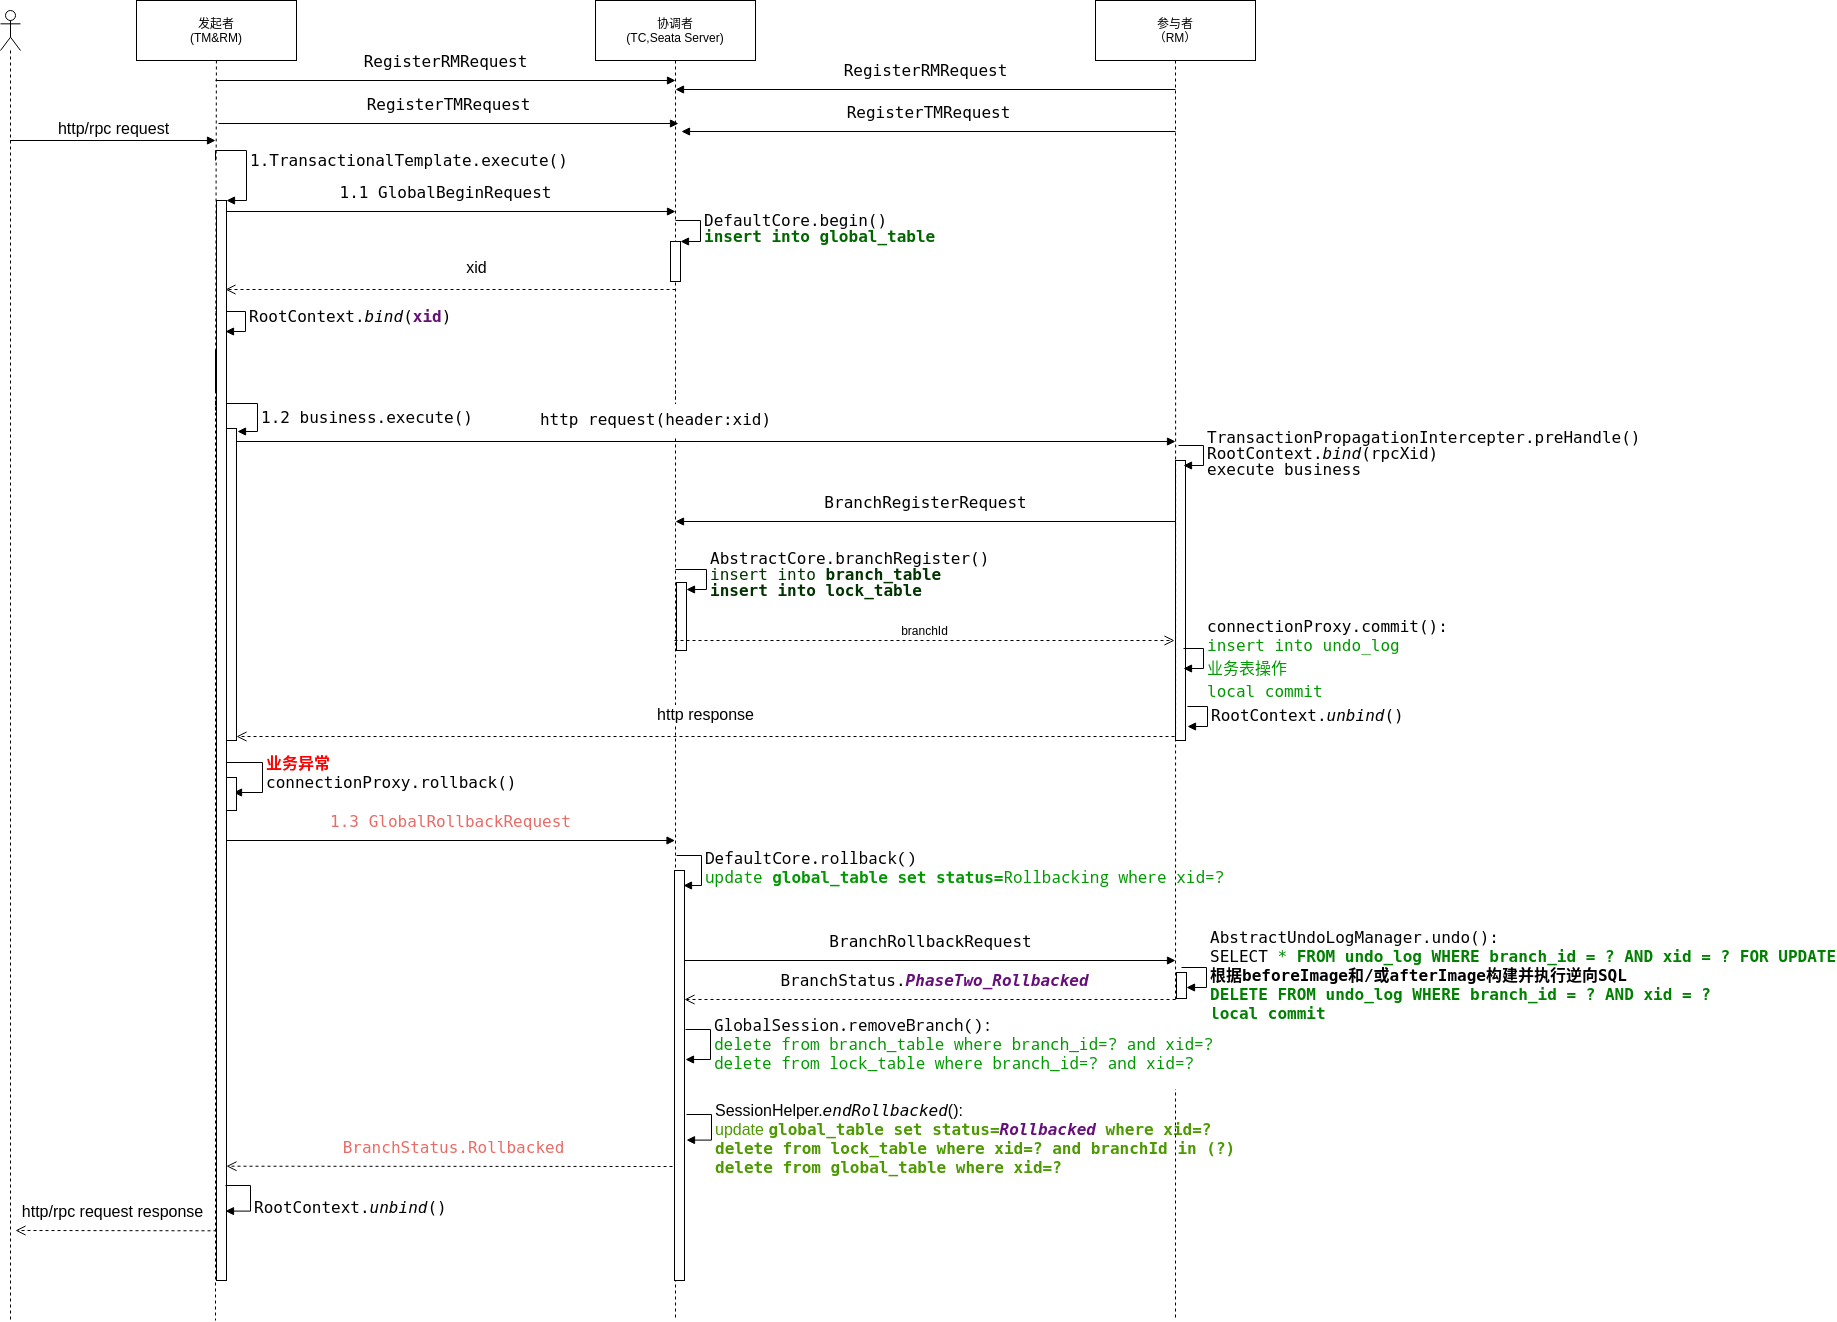 发起者
(TM&RM)
协调者
(TC,Seata Server)
参与者
（RM）
RegisterRMRequest
RegisterRMRequest
RegisterTMRequest
RegisterTMRequest
http/rpc request
1.TransactionalTemplate.execute()
1.1 GlobalBeginRequest
DefaultCore.begin()
insert into global_table
xid
RootContext.bind(xid)
1.2 business.execute()
http request(header:xid)
TransactionPropagationIntercepter.preHandle()
RootContext.bind(rpcXid)
execute business
BranchRegisterRequest
AbstractCore.branchRegister()
insert into branch_table
insert into lock_table
branchId
connectionProxy.commit():
insert into undo_log
业务表操作
local commit
http response
RootContext.unbind()
业务异常
connectionProxy.rollback()
1.3 GlobalRollbackRequest
DefaultCore.rollback()
update global_table set status=Rollbacking where xid=?
BranchRollbackRequest
AbstractUndoLogManager.undo():
SELECT * FROM undo_log WHERE branch_id = ? AND xid = ? FOR UPDATE
根据beforeImage和/或afterImage构建并执行逆向SQL
DELETE FROM undo_log WHERE branch_id = ? AND xid = ?
local commit
BranchStatus.PhaseTwo_Rollbacked
GlobalSession.removeBranch():
delete from branch_table where branch_id=? and xid=?
delete from lock_table where branch_id=? and xid=?
SessionHelper.endRollbacked():
update global_table set status=Rollbacked where xid=?
delete from lock_table where xid=? and branchId in (?)
delete from global_table where xid=?
BranchStatus.Rollbacked
RootContext.unbind()
http/rpc request response